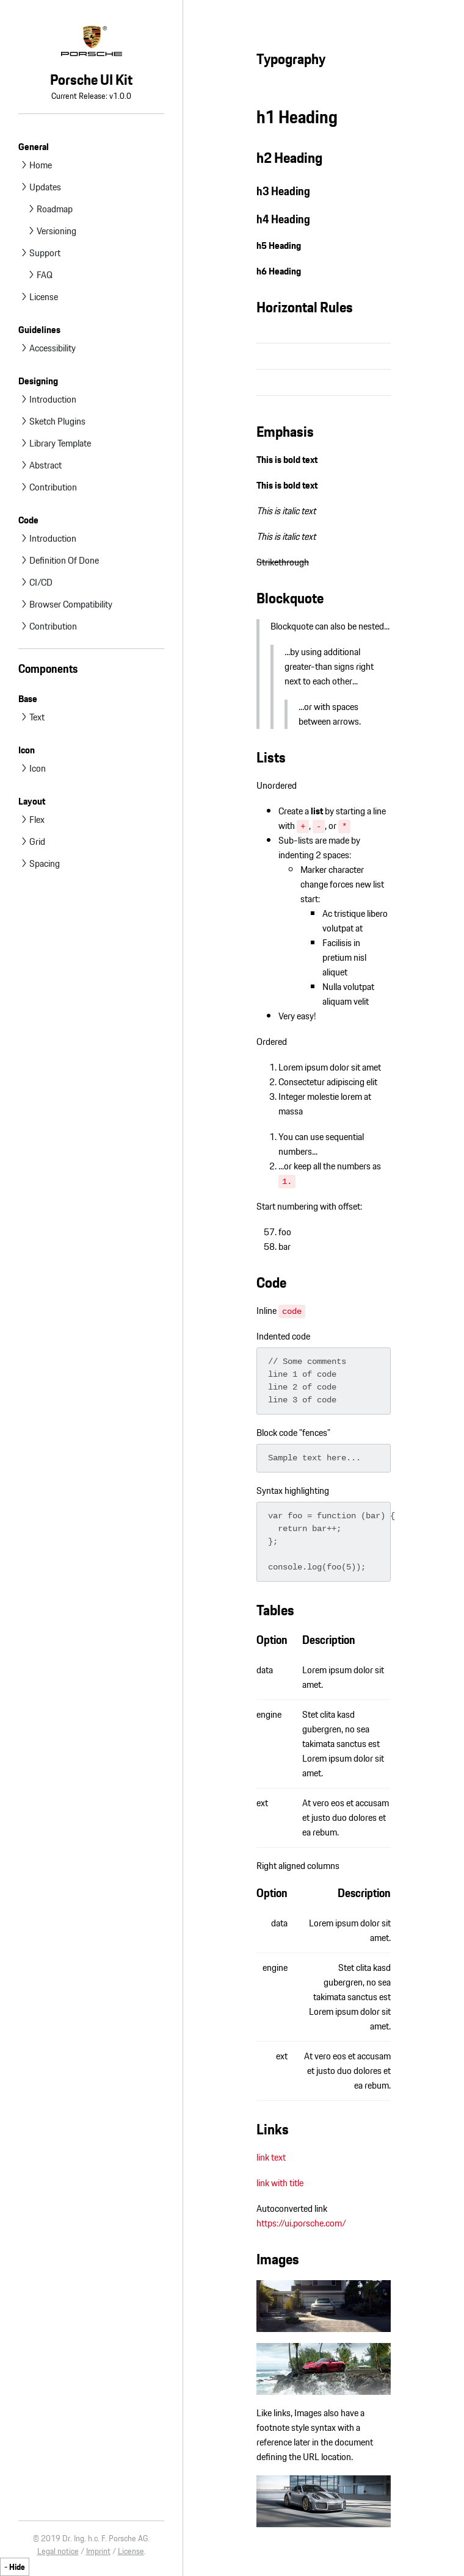 PORSCHE
Porsche UI Kit
Current Release: v1.0.0
General
Home
Updates
Roadmap
Versioning
Support
FAQ
License
Guidelines
Accessibility
Designing
Introduction
Sketch Plugins
Library Template
Abstract
Contribution
Code
Introduction
Definition Of Done
CI/CD
Browser Compatibility
Contribution
Components
Base
Text
Icon
Icon
Layout
Flex
Grid
Spacing
© 2019 Dr. Ing. h.c. F. Porsche AG.
Legal notice / Imprint / License.
- Hide
Typography
h1 Heading
h2 Heading
h3 Heading
h4 Heading
h5 Heading
h6 Heading
Horizontal Rules
Emphasis
This is bold text
This is bold text
This is italic text
This is italic text
Strikethrough
Blockquote
Blockquote can also be nested...
...by using additional
greater-than signs right
next to each other...
...or with spaces
between arrows.
Lists
Unordered
Create a list by starting a line
with +, -, or *
Sub-lists are made by
indenting 2 spaces:
Marker character
change forces new list
start:
Ac tristique libero
volutpat at
Facilisis in
pretium nisl
aliquet
Nulla volutpat
aliquam velit
Very easy!
Ordered
1. Lorem ipsum dolor sit amet
2. Consectetur adipiscing elit
3. Integer molestie lorem at
massa
1. You can use sequential
numbers...
2. ...or keep all the numbers as
1.
Start numbering with offset:
57. foo
58. bar
Code
Inline code
Indented code
// Some comments
line 1 of code
line 2 of code
line 3 of code
Block code "fences"
Sample text here...
Syntax highlighting
var foo = function (bar) {
return bar++;
};
console.log(foo(5));
Tables
Option Description
data Lorem ipsum dolor sit
amet.
engine Stet clita kasd
gubergren, no sea
takimata sanctus est
Lorem ipsum dolor sit
amet.
ext At vero eos et accusam
et justo duo dolores et
ea rebum.
Right aligned columns
Option Description
data Lorem ipsum dolor sit
amet.
engine Stet clita kasd
gubergren, no sea
takimata sanctus est
Lorem ipsum dolor sit
amet.
ext At vero eos et accusam
et justo duo dolores et
ea rebum.
Links
link text
link with title
Autoconverted link
https://ui.porsche.com/
Images
Like links, Images also have a
footnote style syntax with a
reference later in the document
defining the URL location.